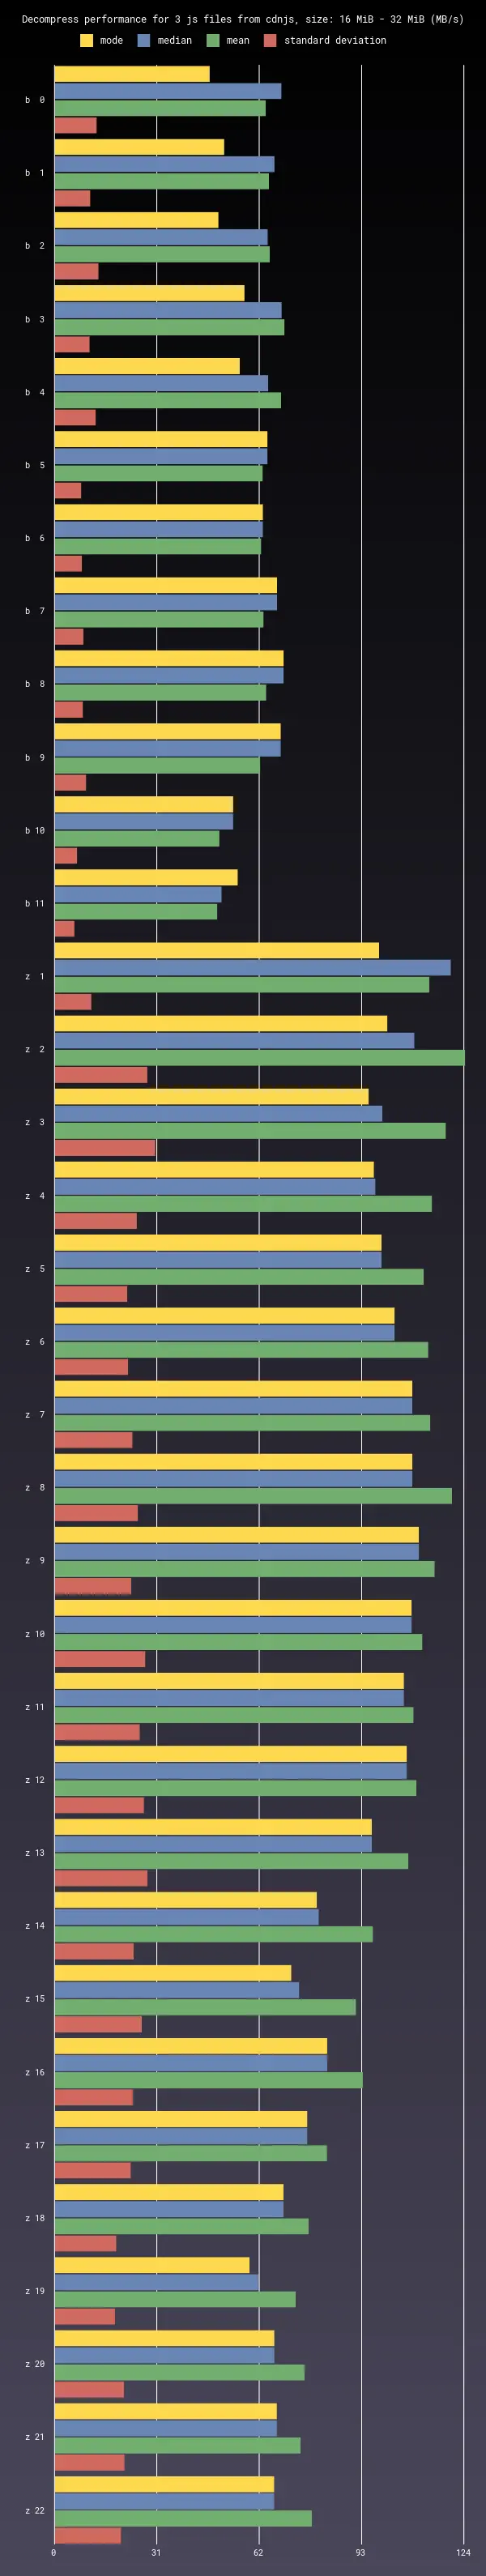 Decompress performance for 3 js files from cdnjs, size: 16 MiB - 32 MiB (MB/s)
mode median mean standard deviation
b 0
b 1
b 2
b 3
b 4
b 5
b 6
b 7
b 8
b 9
b 10
b 11
z 1
z 2
z 3
z 4
z 5
z 6
z 7
z 8
z 9
z 10
z 11
z 12
z 13
z 14
z 15
z 16
z 17
z 18
z 19
z 20
z 21
z 22
0 31 62 93 124